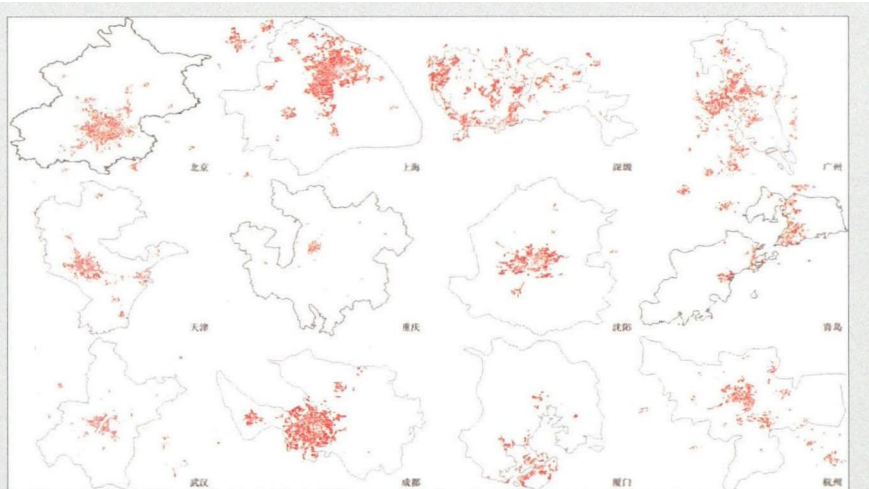 北京
上海
深圳
广州
天津
重庆
沈阳
青岛
武汉
成都
厦门
杭州